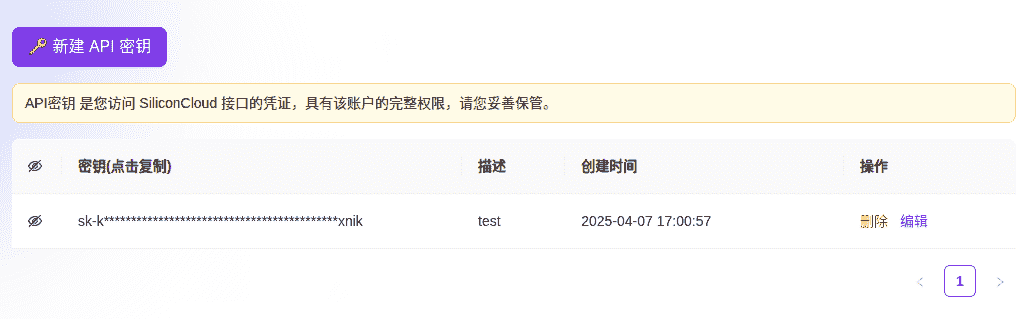 新建 API 密钥
API密钥 是您访问 SiliconCloud 接口的凭证，具有该账户的完整权限，请您妥善保管。
密钥(点击复制) 描述 创建时间 操作
sk-k*******************************************xnik test 2025-04-07 17:00:57 删除 编辑
< 1 >